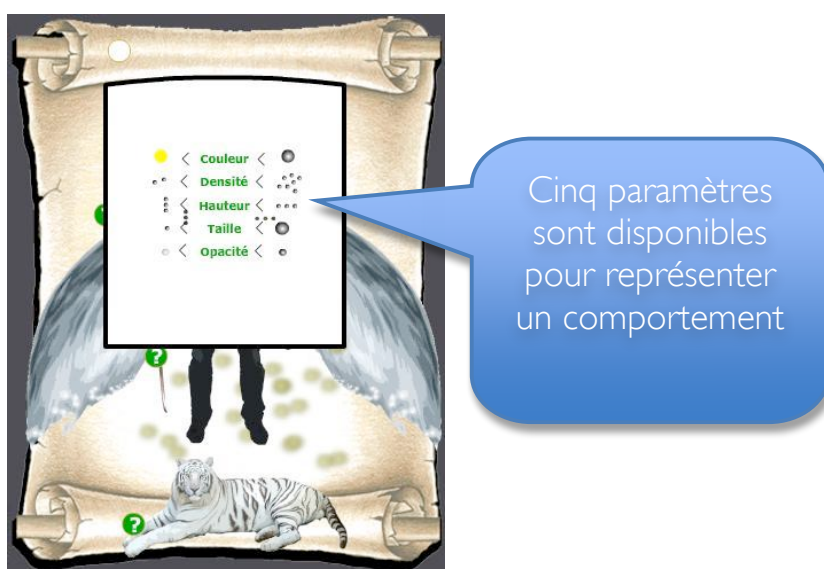 Couleur
Densité
Hauteur
Taille
Opacité
?
?
Cinq paramètres
sont disponibles
pour représenter
un comportement